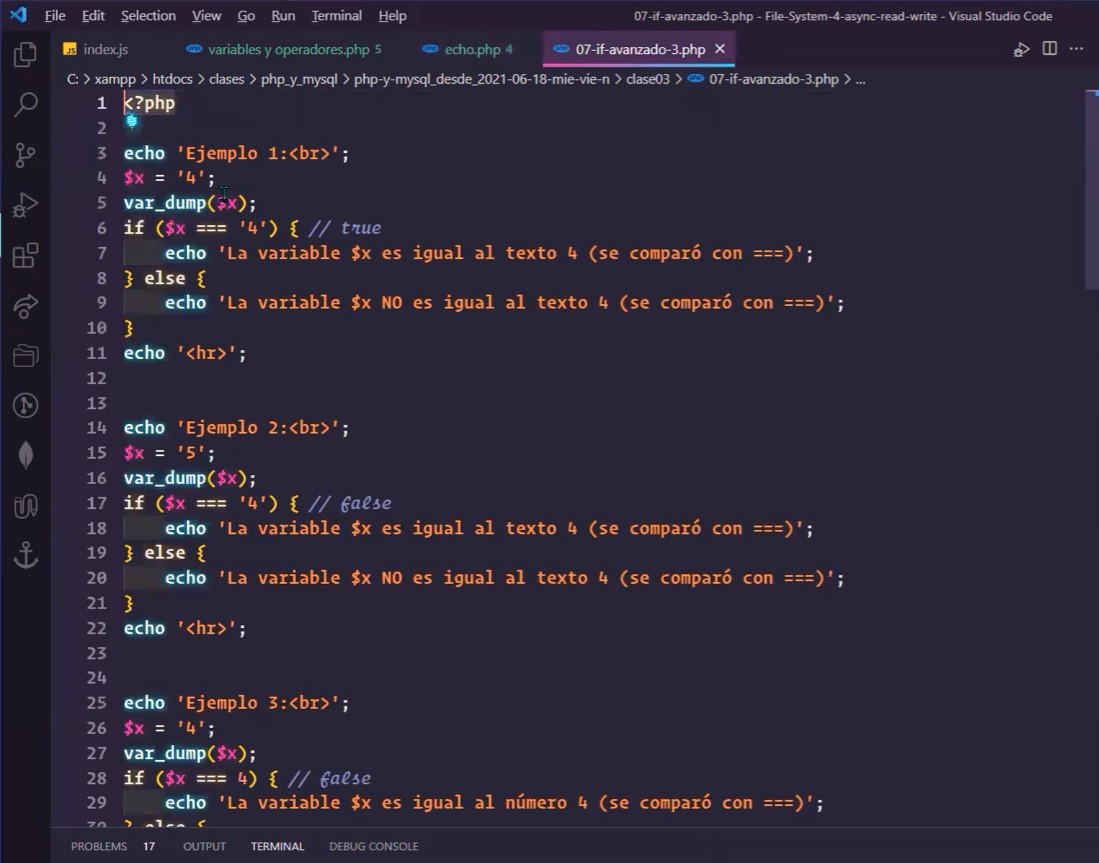 File Edit Selection View Go Run Terminal Help 07-if-avanzado-3.php - File-System-4-async-read-write - Visual Studio Code
JS index.js php variables y operadores.php 5 php echo.php 4 php 07-if-avanzado-3.php
C: > xampp > htdocs > clases > php_y_mysql > php-y-mysql_desde_2021-06-18-mie-vie-n > clase03 > 07-if-avanzado-3.php > ...
1 <?php
2
3 echo 'Ejemplo 1:<br>';
4 $x = '4';
5 var_dump($x);
6 if ($x === '4') { // true
7 echo 'La variable $x es igual al texto 4 (se comparó con ===)';
8 } else {
9 echo 'La variable $x NO es igual al texto 4 (se comparó con ===)';
10 }
11 echo '<hr>';
12
13
14 echo 'Ejemplo 2:<br>';
15 $x = '5';
16 var_dump($x);
17 if ($x === '4') { // false
18 echo 'La variable $x es igual al texto 4 (se comparó con ===)';
19 } else {
20 echo 'La variable $x NO es igual al texto 4 (se comparó con ===)';
21 }
22 echo '<hr>';
23
24
25 echo 'Ejemplo 3:<br>';
26 $x = '4';
27 var_dump($x);
28 if ($x === 4) { // false
29 echo 'La variable $x es igual al número 4 (se comparó con ===)';
30 } else {
PROBLEMS 17 OUTPUT TERMINAL DEBUG CONSOLE